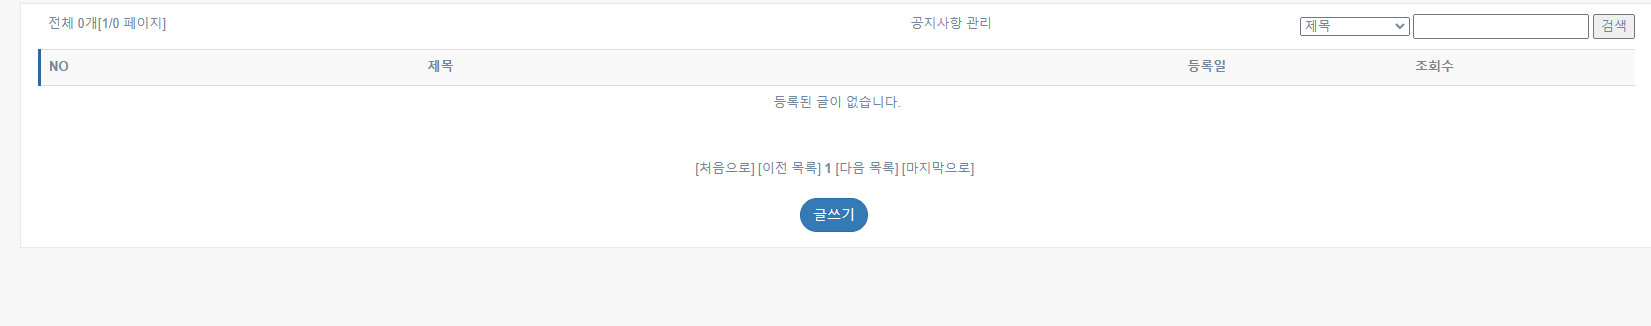 전체 0개[1/0 페이지] 공지사항 관리 제목 검색
NO 제목 등록일 조회수
등록된 글이 없습니다.
[처음으로] [이전 목록] 1 [다음 목록] [마지막으로]
글쓰기